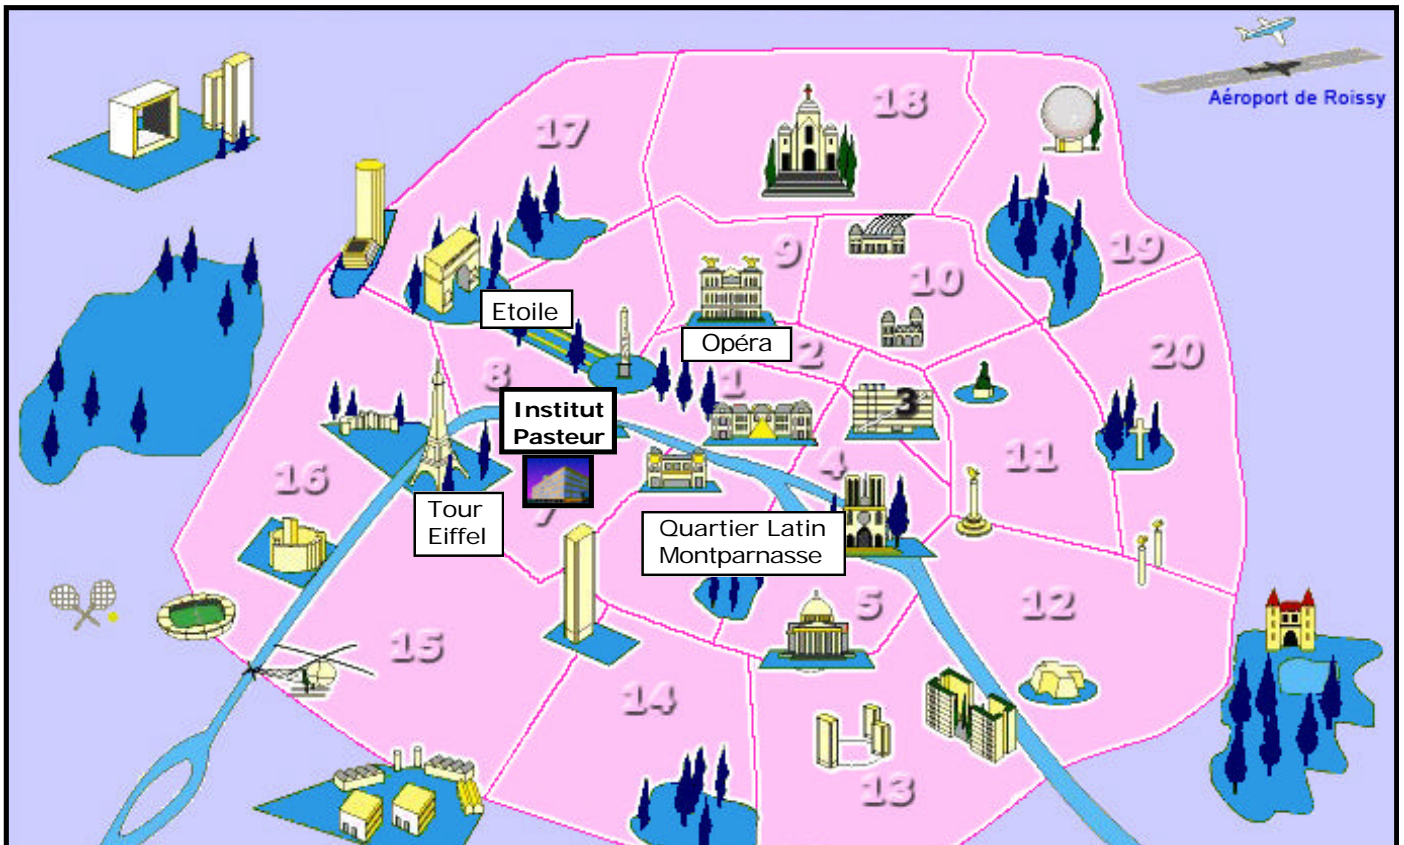 Aéroport de Roissy
18
17
9
19
10
Etoile
Opéra
2
20
8
1
3
Institut
Pasteur
4
11
16
Tour
Eiffel
7
Quartier Latin
Montparnasse
5
12
15
14
13